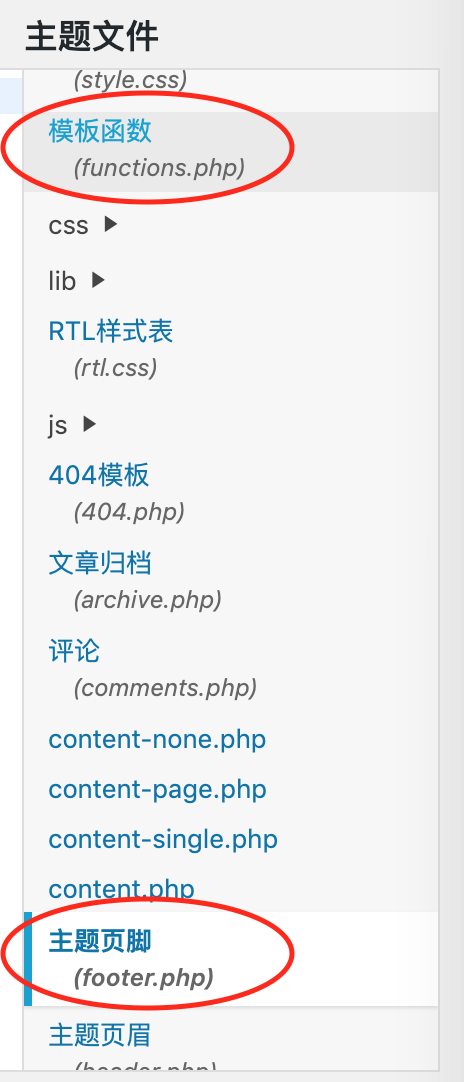 主题文件
(style.css)
模板函数
(functions.php)
css
lib
RTL样式表
(rtl.css)
js
404模板
(404.php)
文章归档
(archive.php)
评论
(comments.php)
content-none.php
content-page.php
content-single.php
content.php
主题页脚
(footer.php)
主题页眉
(header.php)